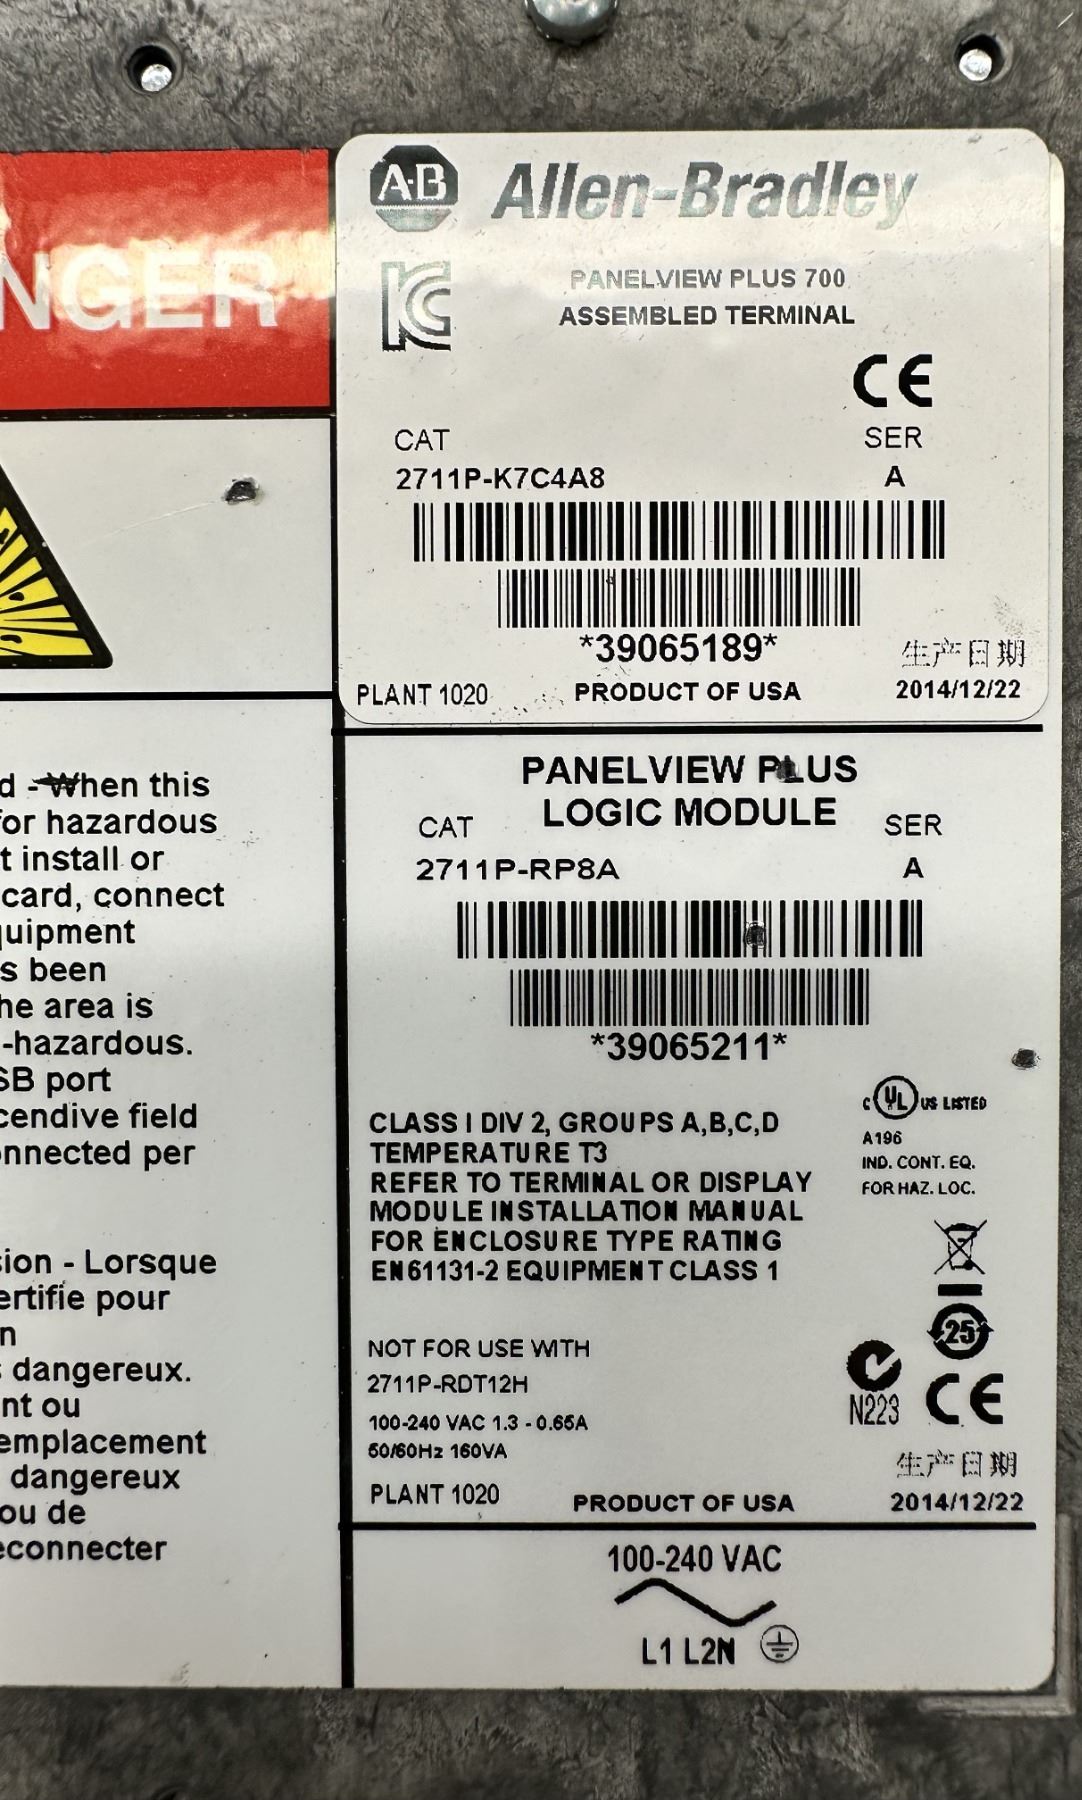 NGER
d - When this
for hazardous
t install or
card, connect
quipment
s been
he area is
-hazardous.
SB port
cendive field
onnected per
sion - Lorsque
ertifie pour
n
s dangereux.
nt ou
emplacement
dangereux
ou de
econnecter
A-B Allen-Bradley
PANELVIEW PLUS 700
ASSEMBLED TERMINAL
CE
CAT SER
2711P-K7C4A8 A
*39065189*
生产日期
PLANT 1020 PRODUCT OF USA 2014/12/22
PANELVIEW PLUS
LOGIC MODULE
CAT SER
2711P-RP8A A
*39065211*
C UL US LISTED
A196
IND. CONT. EQ.
FOR HAZ. LOC.
CLASS I DIV 2, GROUPS A,B,C,D
TEMPERATURE T3
REFER TO TERMINAL OR DISPLAY
MODULE INSTALLATION MANUAL
FOR ENCLOSURE TYPE RATING
EN61131-2 EQUIPMENT CLASS 1
25
NOT FOR USE WITH
2711P-RDT12H
N223 CE
100-240 VAC 1.3 - 0.65A
50/60Hz 160VA
生产日期
PLANT 1020 PRODUCT OF USA 2014/12/22
100-240 VAC
L1 L2N